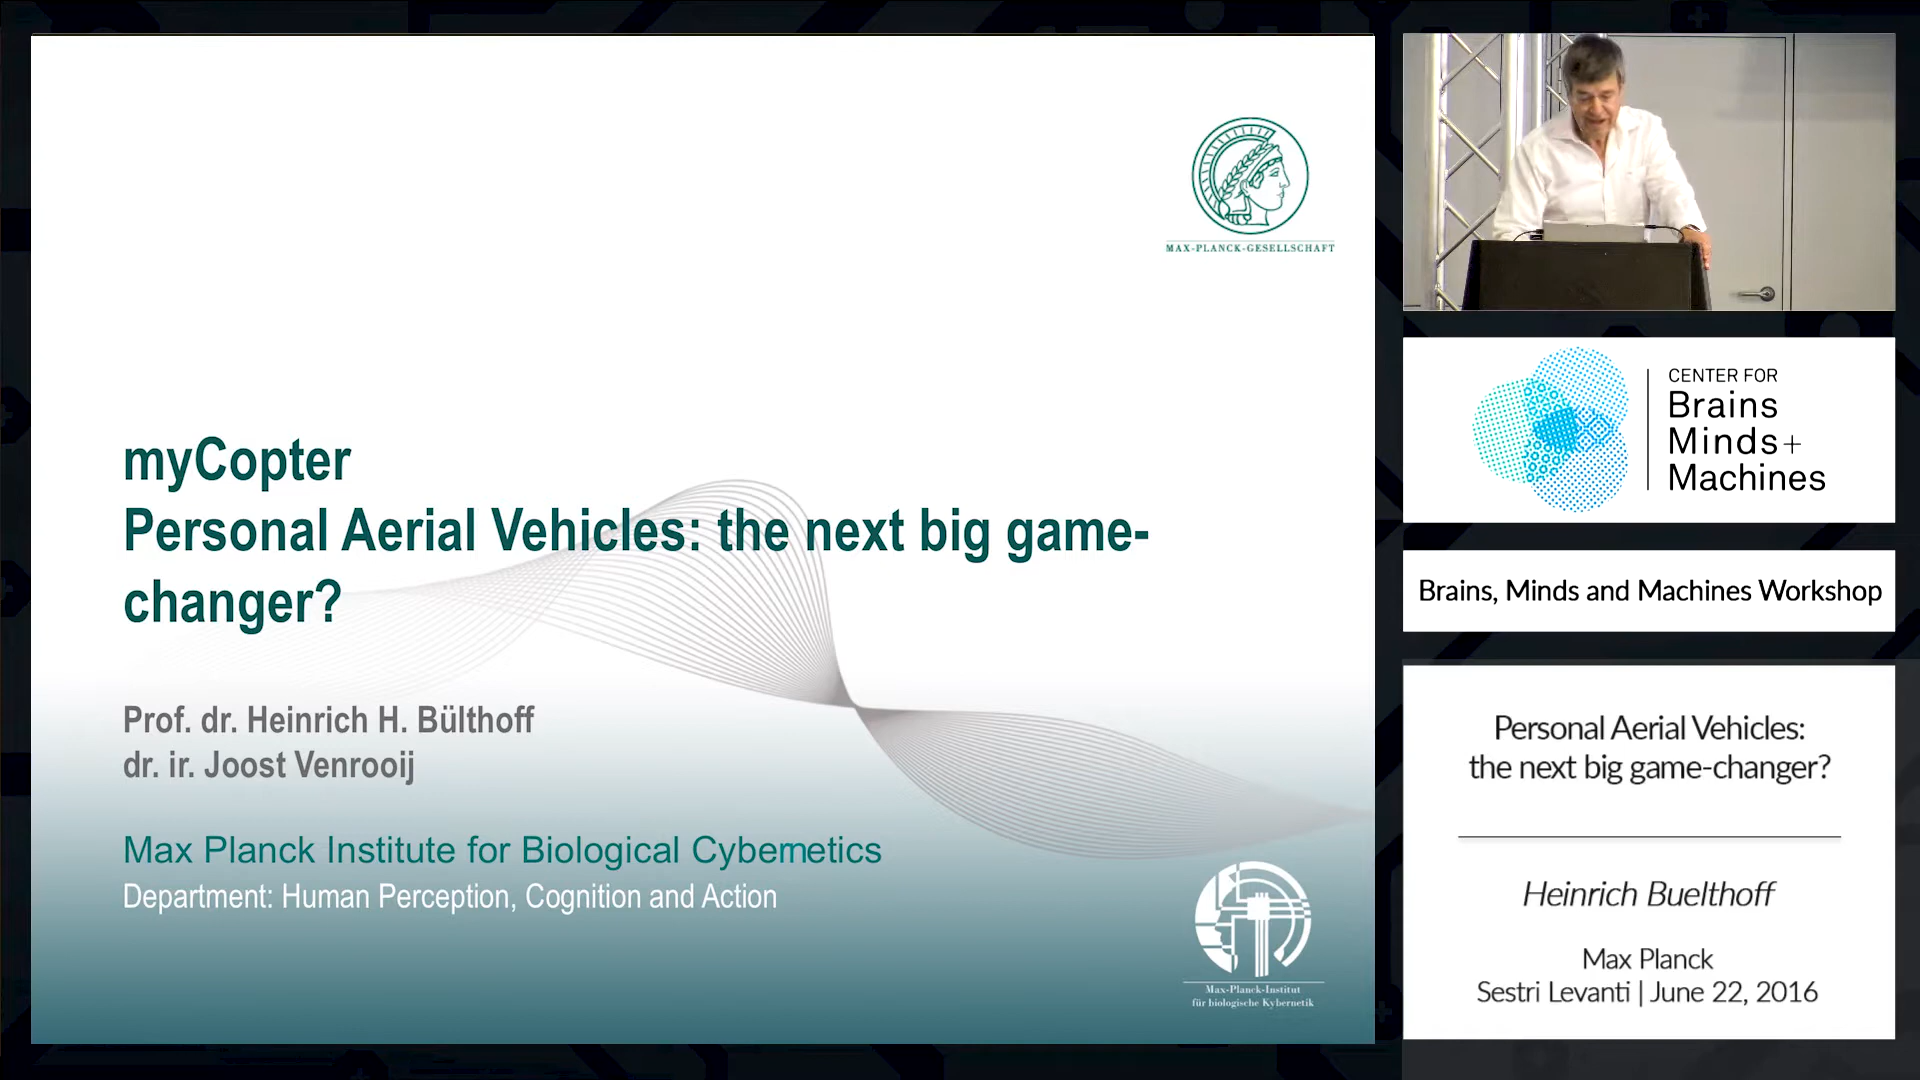 MAX-PLANCK-GESELLSCHAFT
myCopter
Personal Aerial Vehicles: the next big game-
changer?
Prof. dr. Heinrich H. Bülthoff
dr. ir. Joost Venrooij
Max Planck Institute for Biological Cybernetics
Department: Human Perception, Cognition and Action
Max-Planck-Institut
für biologische Kybernetik
CENTER FOR
Brains
Minds+
Machines
Brains, Minds and Machines Workshop
Personal Aerial Vehicles:
the next big game-changer?
Heinrich Buelthoff
Max Planck
Sestri Levanti | June 22, 2016